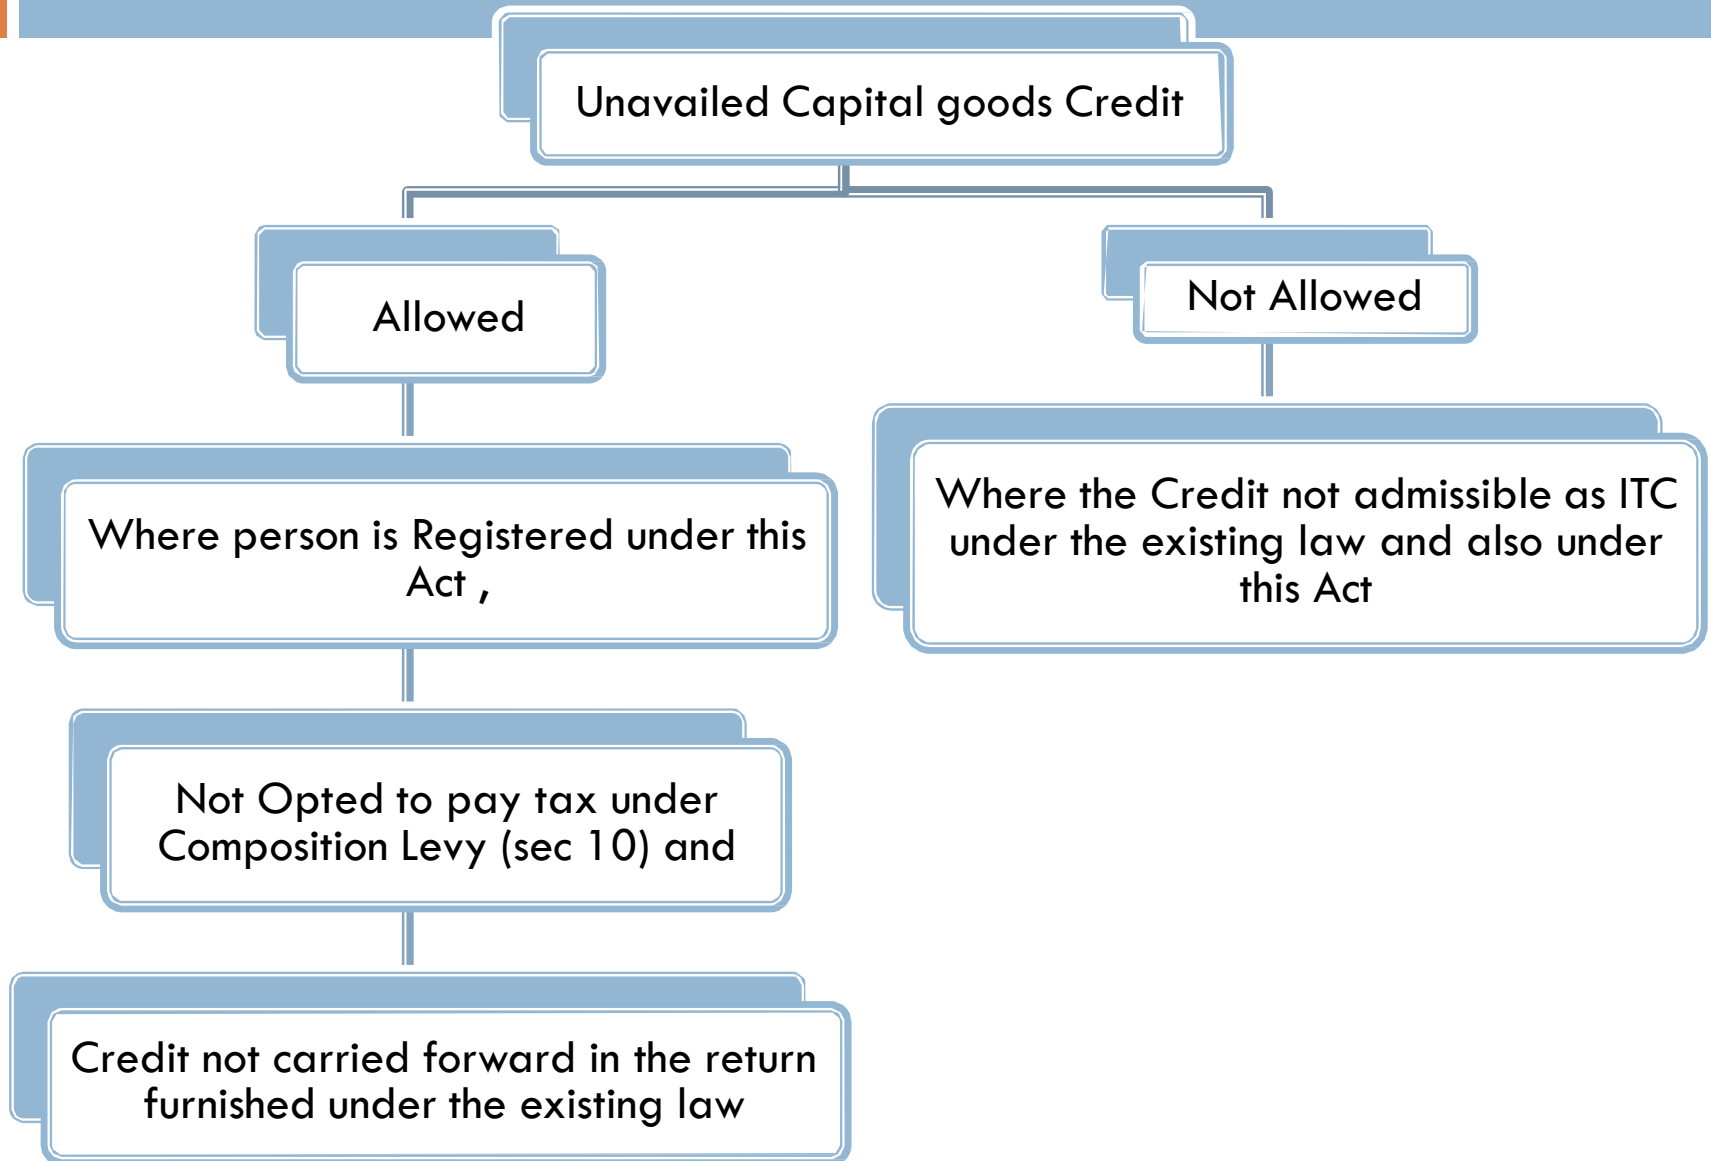 Unavailed Capital goods Credit
Allowed
Not Allowed
Where person is Registered under this
Act ,
Where the Credit not admissible as ITC
under the existing law and also under
this Act
Not Opted to pay tax under
Composition Levy (sec 10) and
Credit not carried forward in the return
furnished under the existing law